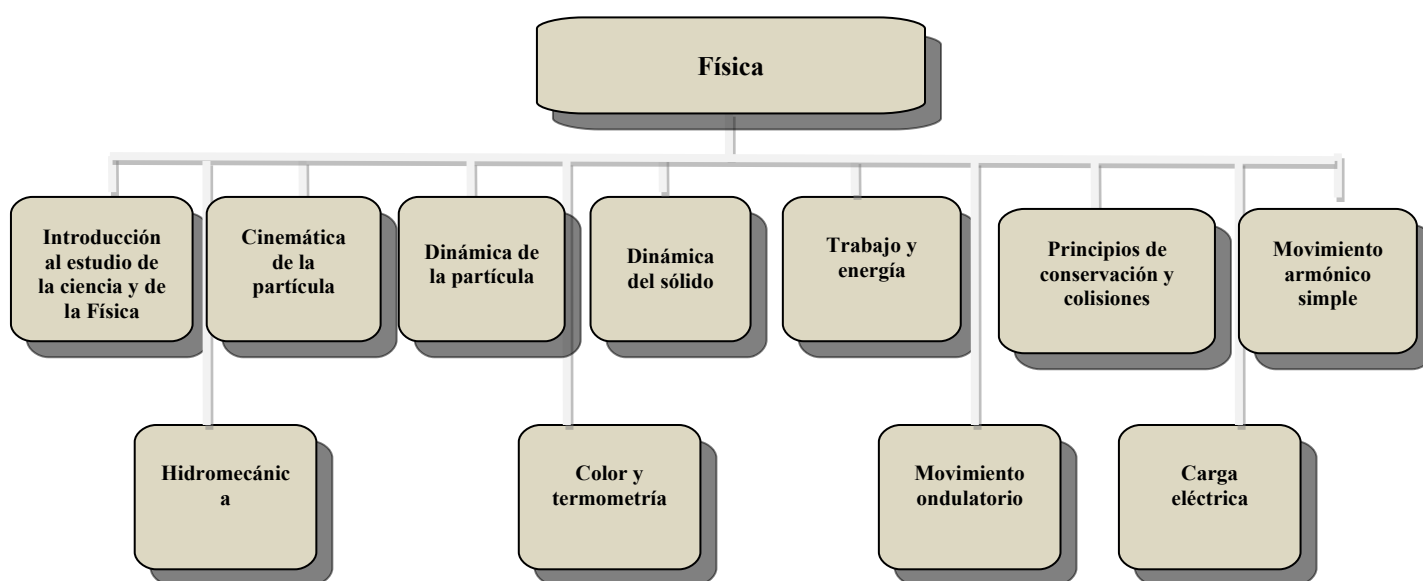 Física
Introducción
al estudio de
la ciencia y de
la Física
Cinemática
de la
partícula
Dinámica de
la partícula
Dinámica
del sólido
Trabajo y
energía
Principios de
conservación y
colisiones
Movimiento
armónico
simple
Hidromecánic
a
Color y
termometría
Movimiento
ondulatorio
Carga
eléctrica